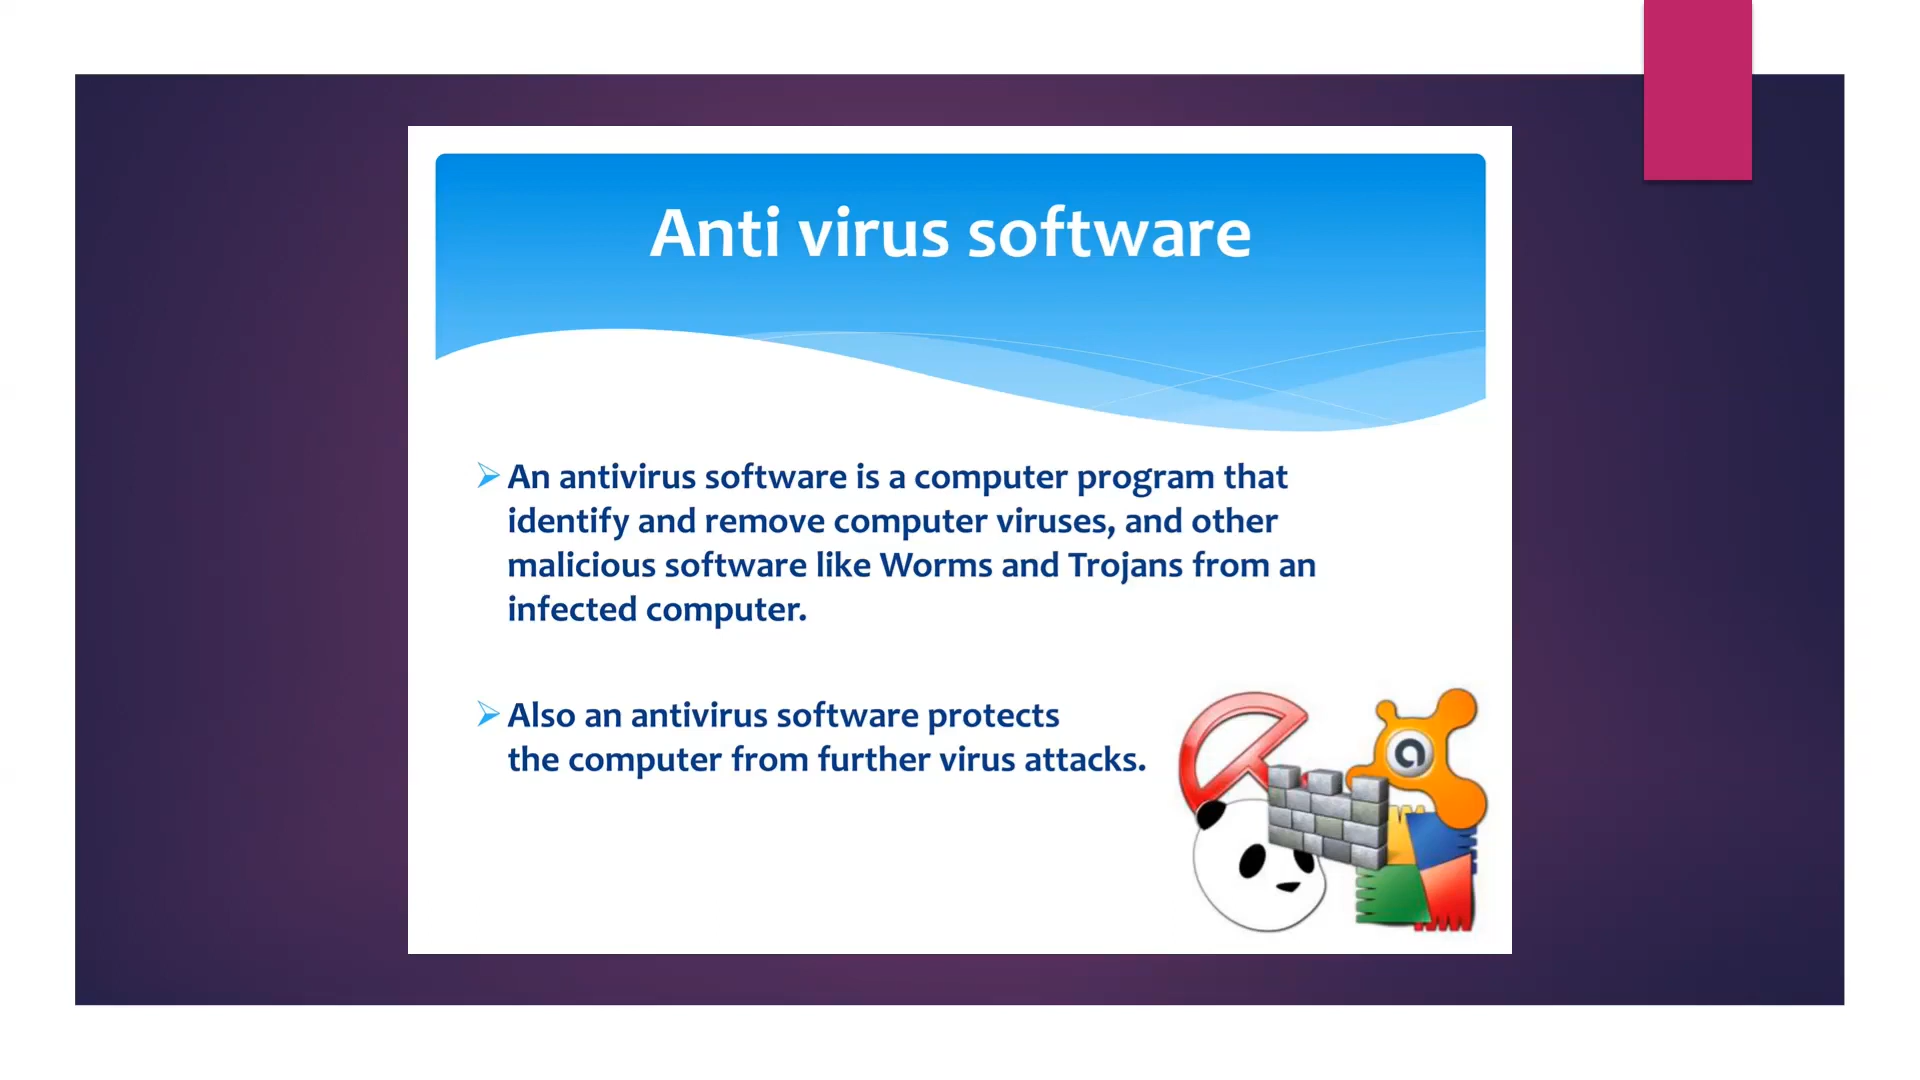 Anti virus software
An antivirus software is a computer program that
identify and remove computer viruses, and other
malicious software like Worms and Trojans from an
infected computer.
Also an antivirus software protects
the computer from further virus attacks.
a